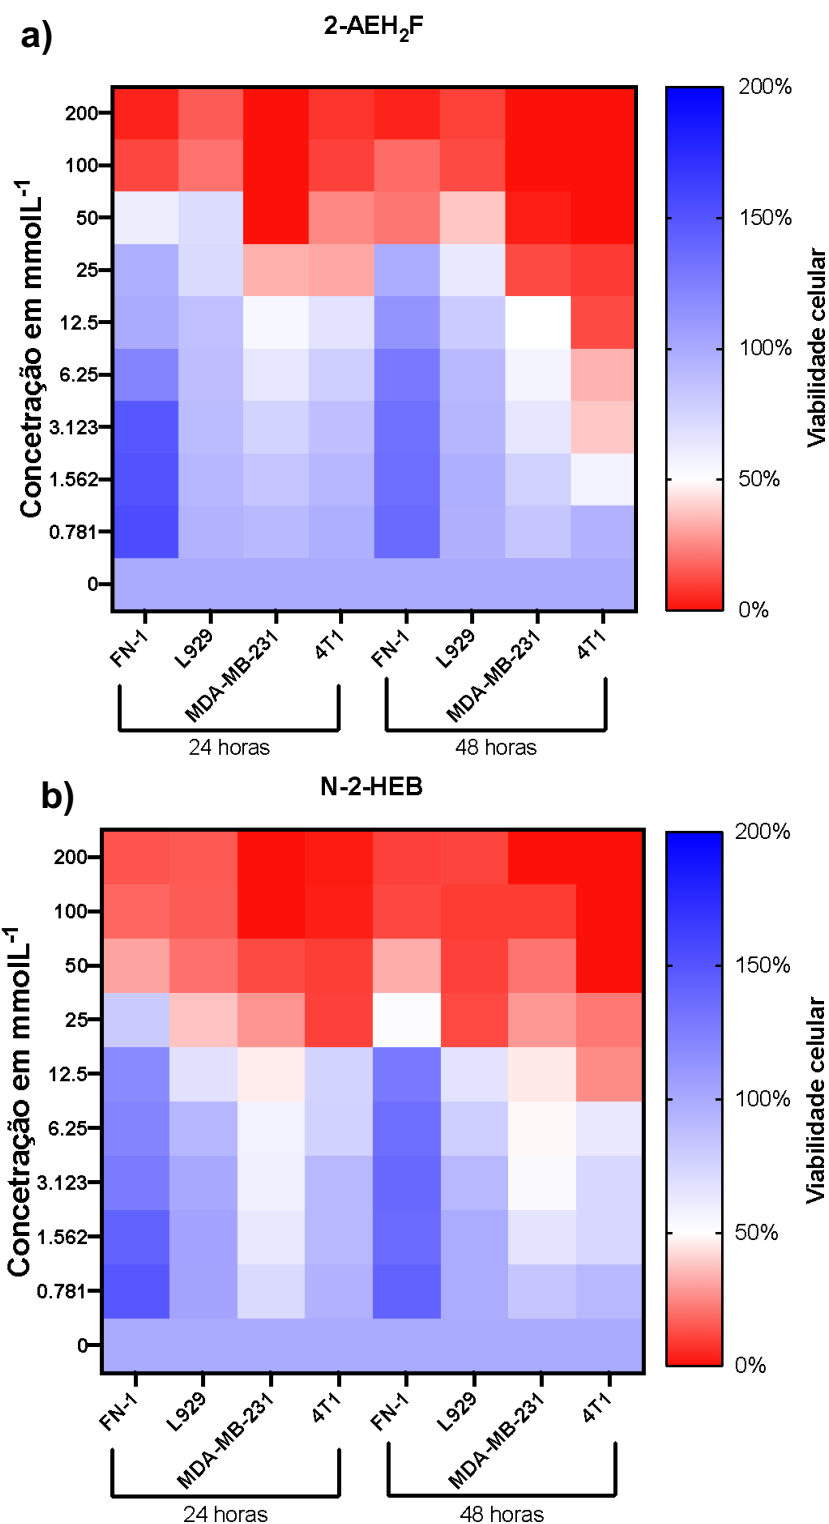 a)
2-AEH₂F
Concetração em mmolL⁻¹
200
100
50
25
12.5
6.25
3.123
1.562
0.781
0
200%
150%
100%
50%
0%
Viabilidade celular
FN-1
L929
MDA-MB-231
4T1
FN-1
L929
MDA-MB-231
4T1
24 horas
48 horas
b)
N-2-HEB
Concetração em mmolL⁻¹
200
100
50
25
12.5
6.25
3.123
1.562
0.781
0
200%
150%
100%
50%
0%
Viabilidade celular
FN-1
L929
MDA-MB-231
4T1
FN-1
L929
MDA-MB-231
4T1
24 horas
48 horas